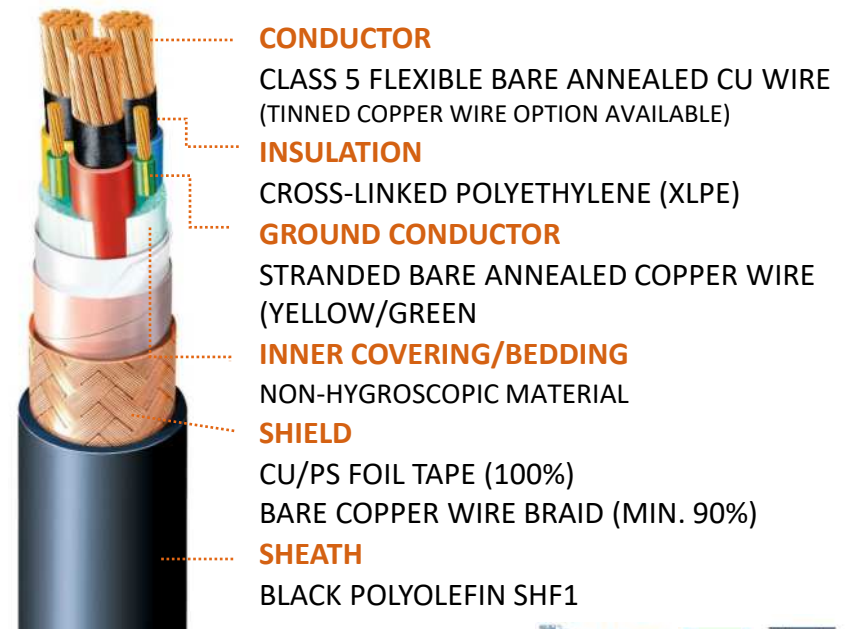 CONDUCTOR
CLASS 5 FLEXIBLE BARE ANNEALED CU WIRE
(TINNED COPPER WIRE OPTION AVAILABLE)
INSULATION
CROSS-LINKED POLYETHYLENE (XLPE)
GROUND CONDUCTOR
STRANDED BARE ANNEALED COPPER WIRE
(YELLOW/GREEN
INNER COVERING/BEDDING
NON-HYGROSCOPIC MATERIAL
SHIELD
CU/PS FOIL TAPE (100%)
BARE COPPER WIRE BRAID (MIN. 90%)
SHEATH
BLACK POLYOLEFIN SHF1